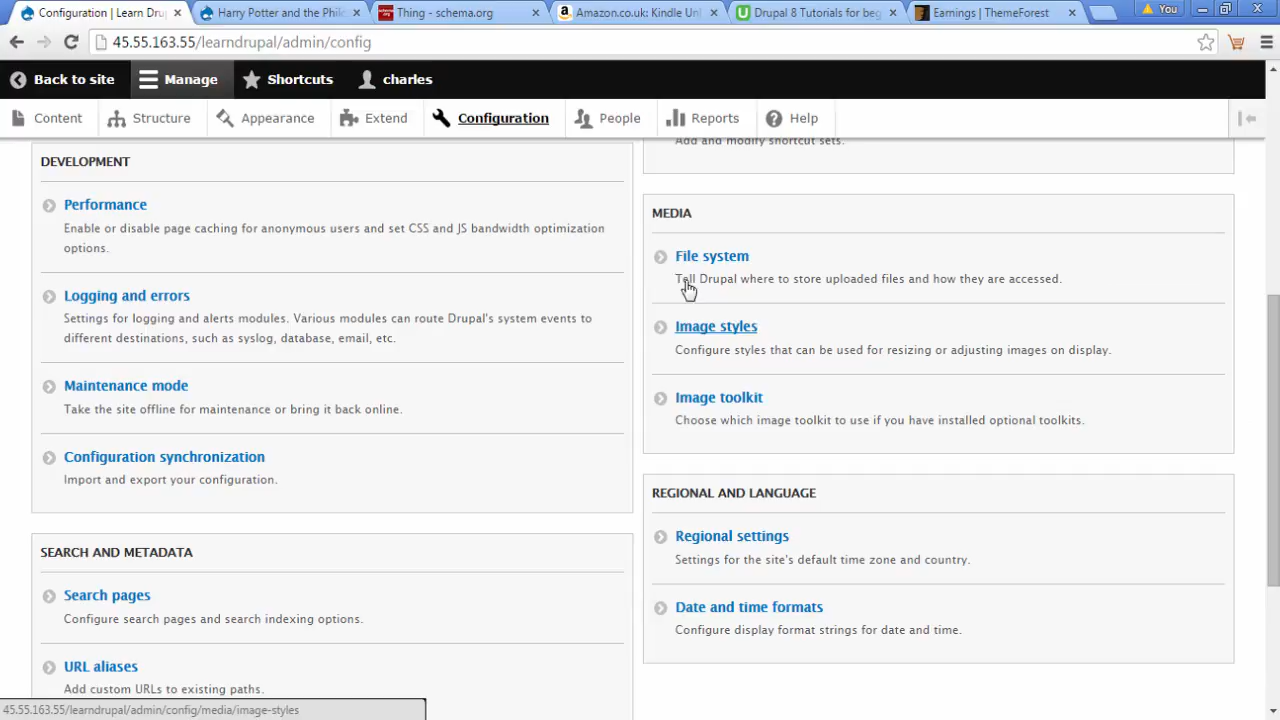 Configuration | Learn Dru
Harry Potter and the Phil
Thing - schema.org
Amazon.co.uk: Kindle Unl
Drupal 8 Tutorials for beg
Earnings | ThemeForest
You
45.55.163.55/learndrupal/admin/config
Back to site
Manage
Shortcuts
charles
Content
Structure
Appearance
Extend
Configuration
People
Reports
Help
Add and modify shortcut sets.
DEVELOPMENT
Performance
Enable or disable page caching for anonymous users and set CSS and JS bandwidth optimization
options.
Logging and errors
Settings for logging and alerts modules. Various modules can route Drupal's system events to
different destinations, such as syslog, database, email, etc.
Maintenance mode
Take the site offline for maintenance or bring it back online.
Configuration synchronization
Import and export your configuration.
SEARCH AND METADATA
Search pages
Configure search pages and search indexing options.
URL aliases
Add custom URLs to existing paths.
MEDIA
File system
Tell Drupal where to store uploaded files and how they are accessed.
Image styles
Configure styles that can be used for resizing or adjusting images on display.
Image toolkit
Choose which image toolkit to use if you have installed optional toolkits.
REGIONAL AND LANGUAGE
Regional settings
Settings for the site's default time zone and country.
Date and time formats
Configure display format strings for date and time.
45.55.163.55/learndrupal/admin/config/media/image-styles